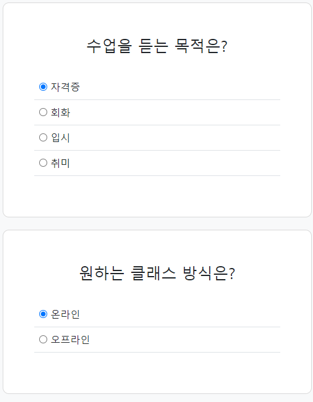 수업을 듣는 목적은?
자격증
회화
입시
취미
원하는 클래스 방식은?
온라인
오프라인